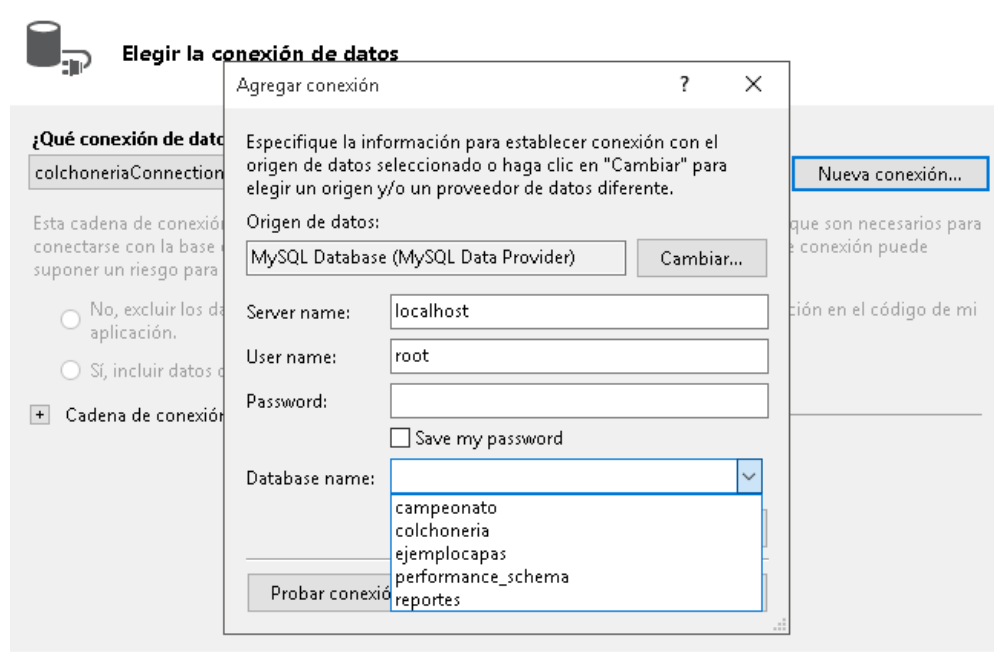 Elegir la conexión de datos
Agregar conexión
?
Especifique la información para establecer conexión con el
origen de datos seleccionado o haga clic en "Cambiar" para
elegir un origen y/o un proveedor de datos diferente.
Origen de datos:
MySQL Database (MySQL Data Provider)
Cambiar...
Server name:
localhost
User name:
root
Password:
Save my password
Database name:
campeonato
colchoneria
ejemplocapas
performance_schema
reportes
Probar conexió
¿Qué conexión de dato
colchoneriaConnection
Nueva conexión...
Esta cadena de conexión que son necesarios para
conectarse con la base conexión puede
suponer un riesgo para
No, excluir los da ción en el código de mi
aplicación.
Sí, incluir datos
+ Cadena de conexión